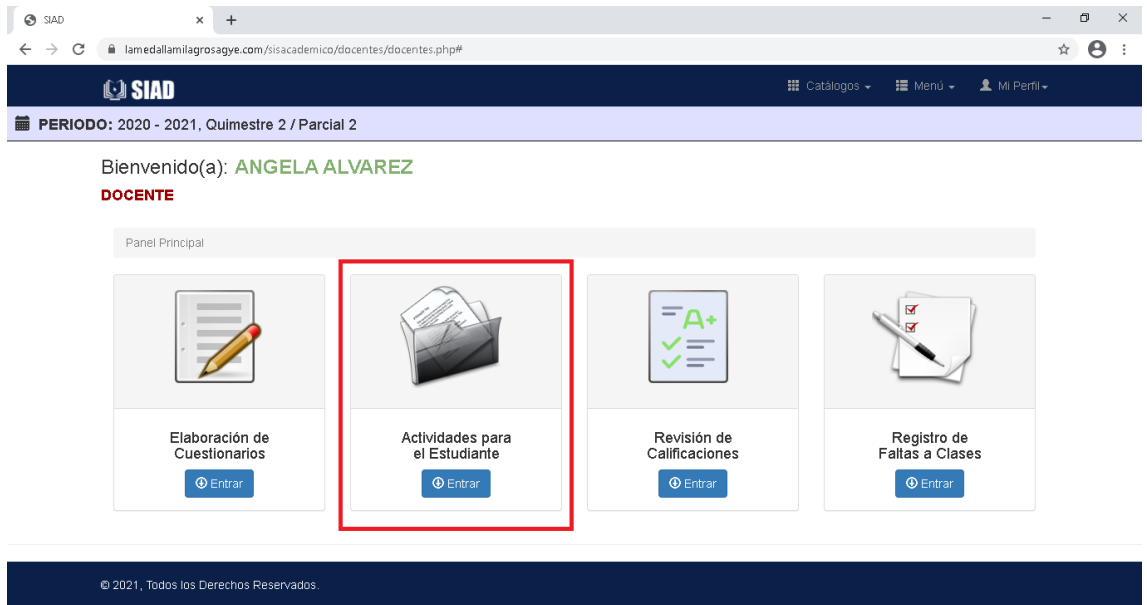 SIAD
lamedallamilagrosagye.com/sisacademico/docentes/docentes.php#
SIAD
Catálogos
Menú
Mi Perfil
PERIODO: 2020 - 2021, Quimestre 2 / Parcial 2
Bienvenido(a): ANGELA ALVAREZ
DOCENTE
Panel Principal
A+
Elaboración de
Cuestionarios
Entrar
Actividades para
el Estudiante
Entrar
Revisión de
Calificaciones
Entrar
Registro de
Faltas a Clases
Entrar
© 2021, Todos los Derechos Reservados.